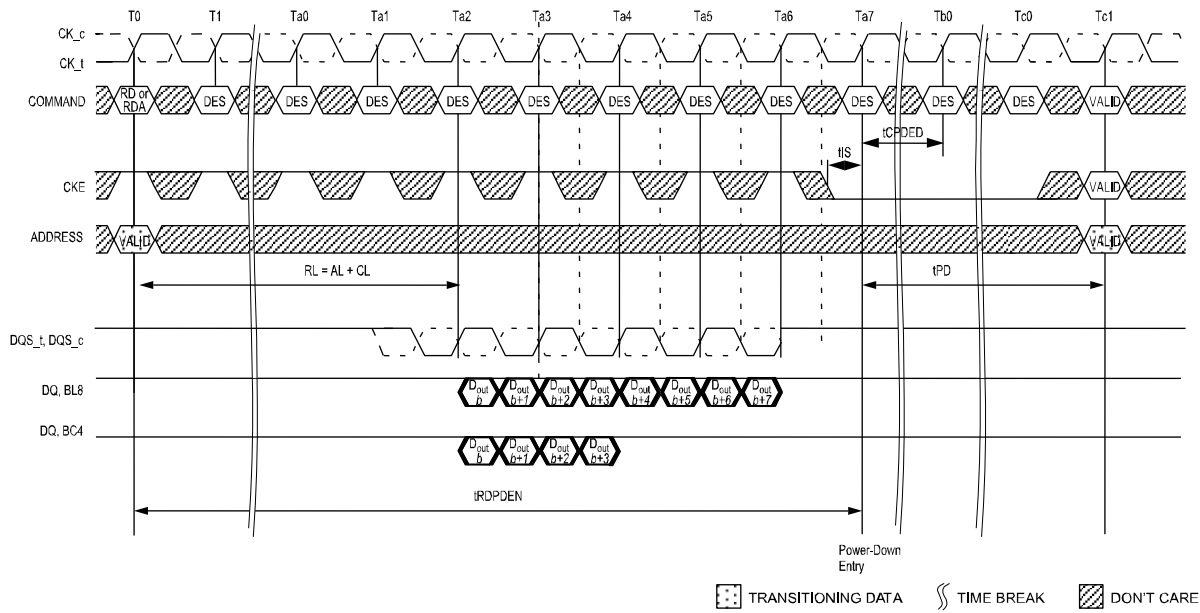 T0 T1 Ta0 Ta1 Ta2 Ta3 Ta4 Ta5 Ta6 Ta7 Tb0 Tc0 Tc1
CK_c
CK_t
COMMAND
RD or
RDA
DES DES DES DES DES DES DES DES DES DES DES VALID
tCPDED
tIS
CKE
VALID
ADDRESS
VALID
VALID
RL = AL + CL
tPD
DQS_t, DQS_c
DQ, BL8
Dout Dout Dout Dout Dout Dout Dout Dout
b b+1 b+2 b+3 b+4 b+5 b+6 b+7
DQ, BC4
Dout Dout Dout Dout
b b+1 b+2 b+3
tRDPDEN
Power-Down
Entry
TRANSITIONING DATA TIME BREAK DON'T CARE